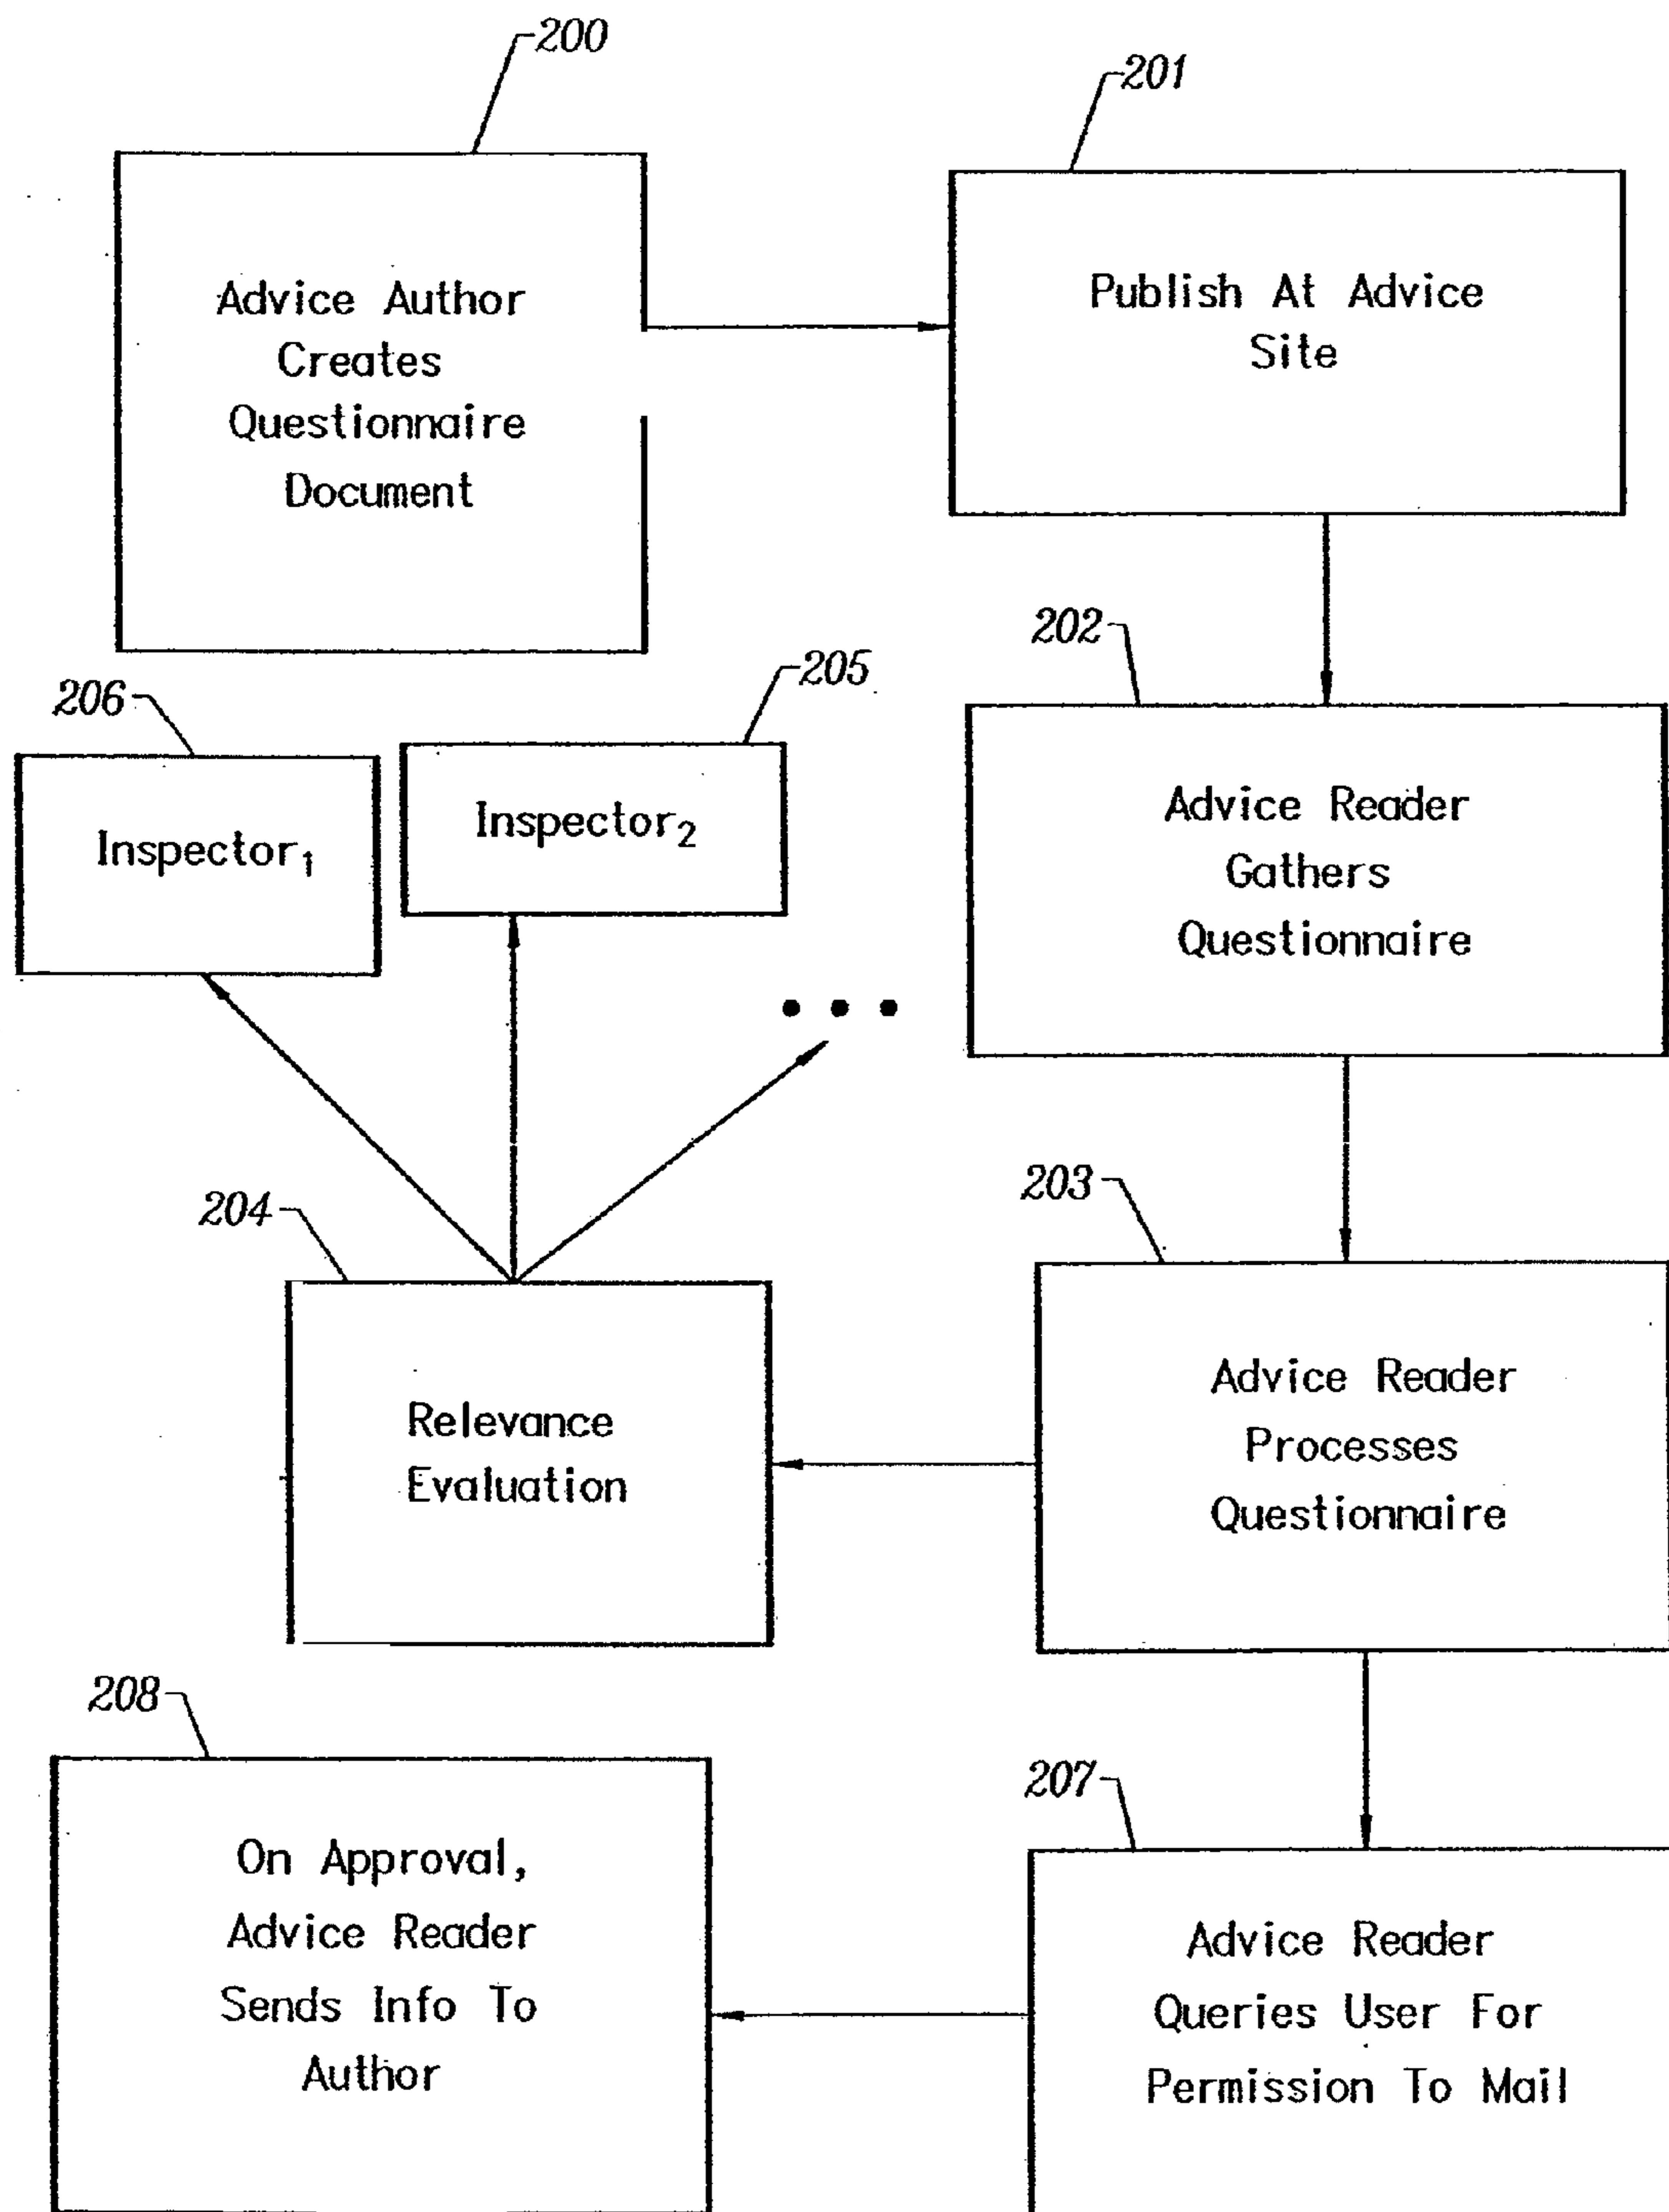 200
201
Advice Author
Creates
Questionnaire
Document
Publish At Advice
Site
202
205
206
Inspector₁
Inspector₂
Advice Reader
Gathers
Questionnaire
• • •
203
204
Relevance
Evaluation
Advice Reader
Processes
Questionnaire
208
207
On Approval,
Advice Reader
Sends Info To
Author
Advice Reader
Queries User For
Permission To Mail